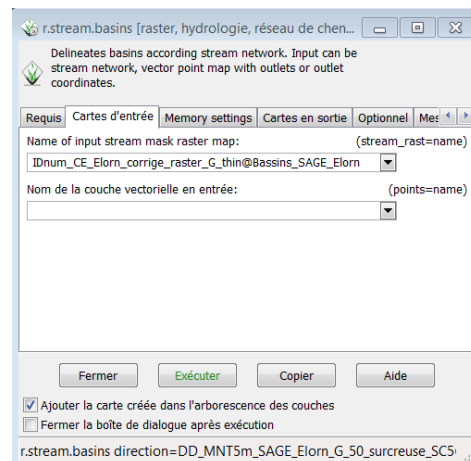 r.stream.basins [raster, hydrologie, réseau de chen...
Delineates basins according stream network. Input can be
stream network, vector point map with outlets or outlet
coordinates.
Requis Cartes d'entrée Memory settings Cartes en sortie Optionnel Mes
Name of input stream mask raster map: (stream_rast=name)
IDnum_CE_Elorn_corrige_raster_G_thin@Bassins_SAGE_Elorn
Nom de la couche vectorielle en entrée: (points=name)
Fermer Exécuter Copier Aide
Ajouter la carte créée dans l'arborescence des couches
Fermer la boîte de dialogue après exécution
r.stream.basins direction=DD_MNT5m_SAGE_Elorn_G_50_surcreuse_SC5